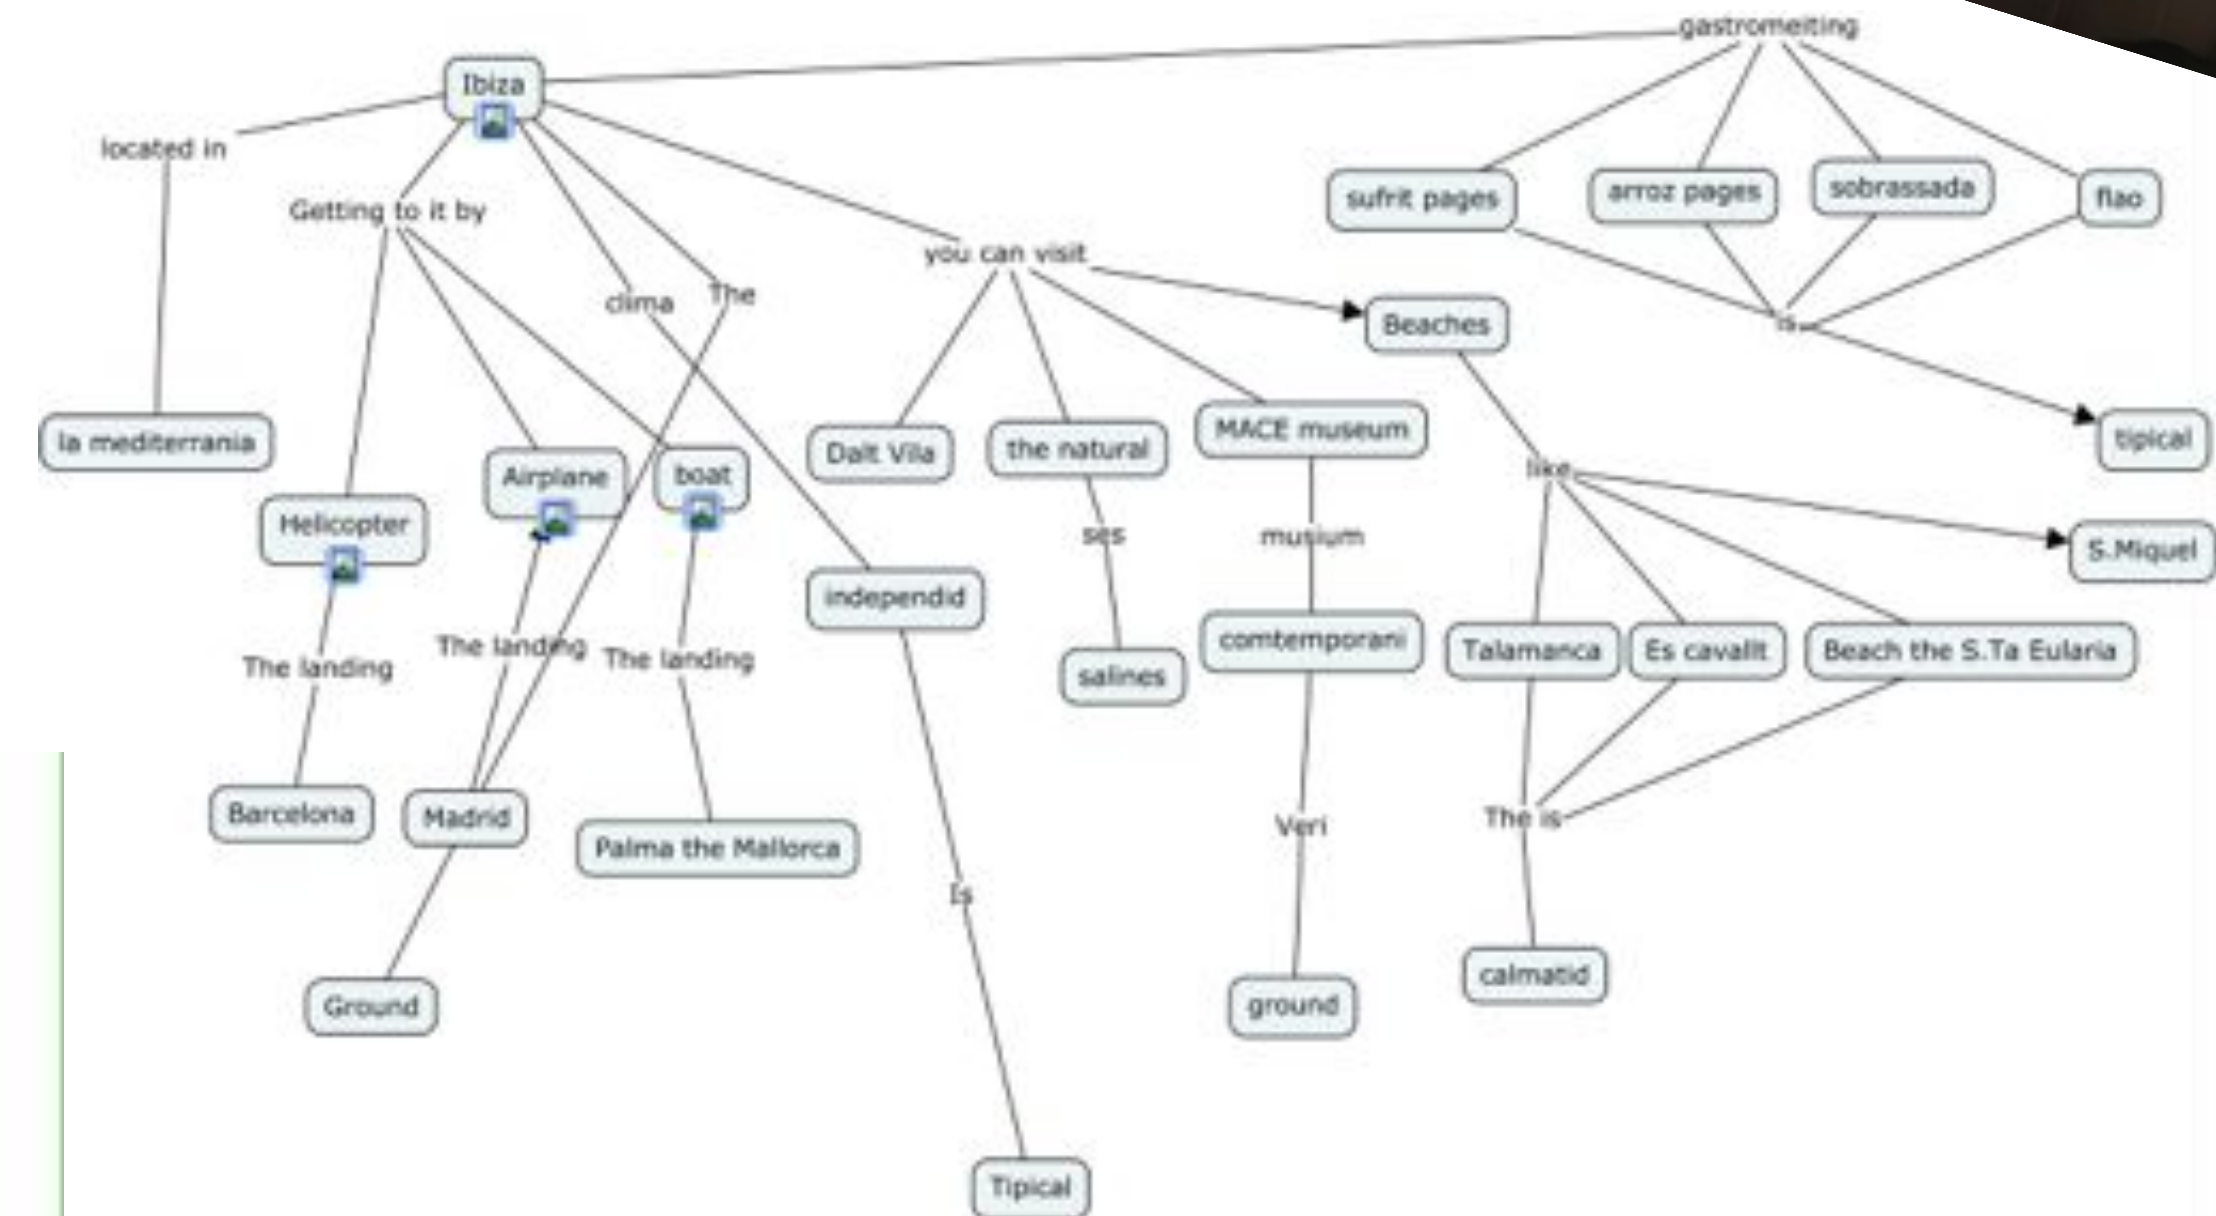 gastromeiting
Ibiza
located in
sufrit pages
arroz pages
sobrassada
flao
Getting to it by
you can visit
clima
The
Beaches
is
la mediterrania
Dalt Vila
the natural
MACE museum
tipical
Helicopter
Airplane
boat
like
ses
musium
S.Miquel
independid
comtemporani
Talamanca
Es cavallt
Beach the S.Ta Eularia
The landing
The landing
The landing
salines
Barcelona
Madrid
Palma the Mallorca
Veri
The is
Is
Ground
ground
calmatid
Tipical